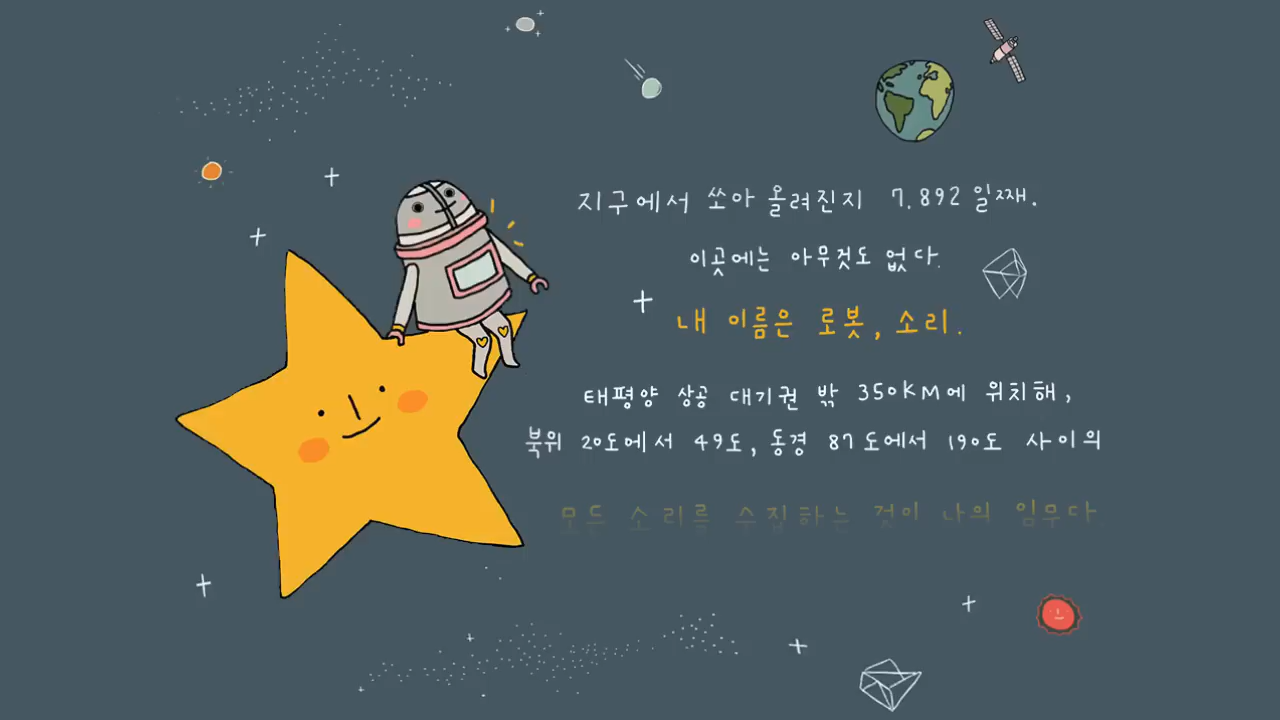 지구에서 쏘아 올려진지 7,892 일째.
이곳에는 아무것도 없다.
내 이름은 로봇, 소리.
태평양 상공 대기권 밖 350KM에 위치해,
북위 20도에서 49도, 동경 87도에서 190도 사이의
모두 소리를 수집하는 것이 나의 임무다.